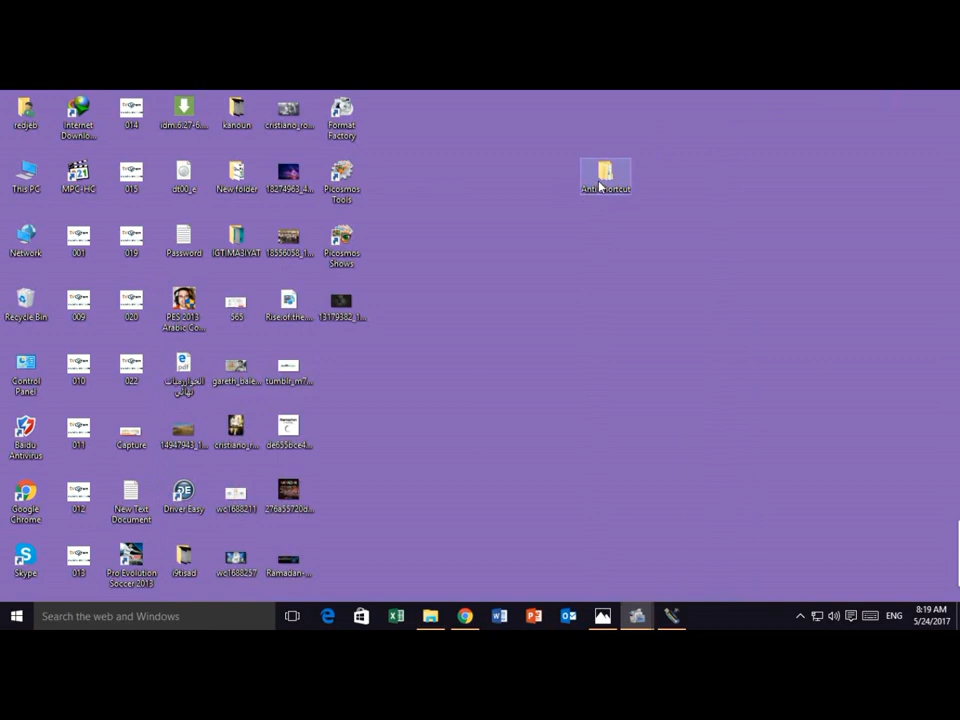 redjeb
Internet
Downlo...
014
idm.6.27+6....
kanoun
cristiano_ro...
Format
Factory
This PC
MPC-HC
015
dt00_e
New folder
18274963_4...
Picosmos
Tools
Network
001
019
Password
IGTIMA3IYAT
18556058_1...
Picosmos
Shows
Recycle Bin
009
020
PES 2013
Arabic Co...
565
Rise.of.the....
13179382_1...
Control
Panel
010
022
gareth_bale...
tumblr_m7...
Baidu
Antivirus
011
Capture
14947943_1...
cristiano_r...
de655bce4...
Google
Chrome
012
New Text
Document
Driver Easy
wc1688211
276a55720d...
Skype
013
Pro Evolution
Soccer 2013
i9tisad
wc1688257
Ramadan-...
Search the web and Windows
ENG
8:19 AM
5/24/2017